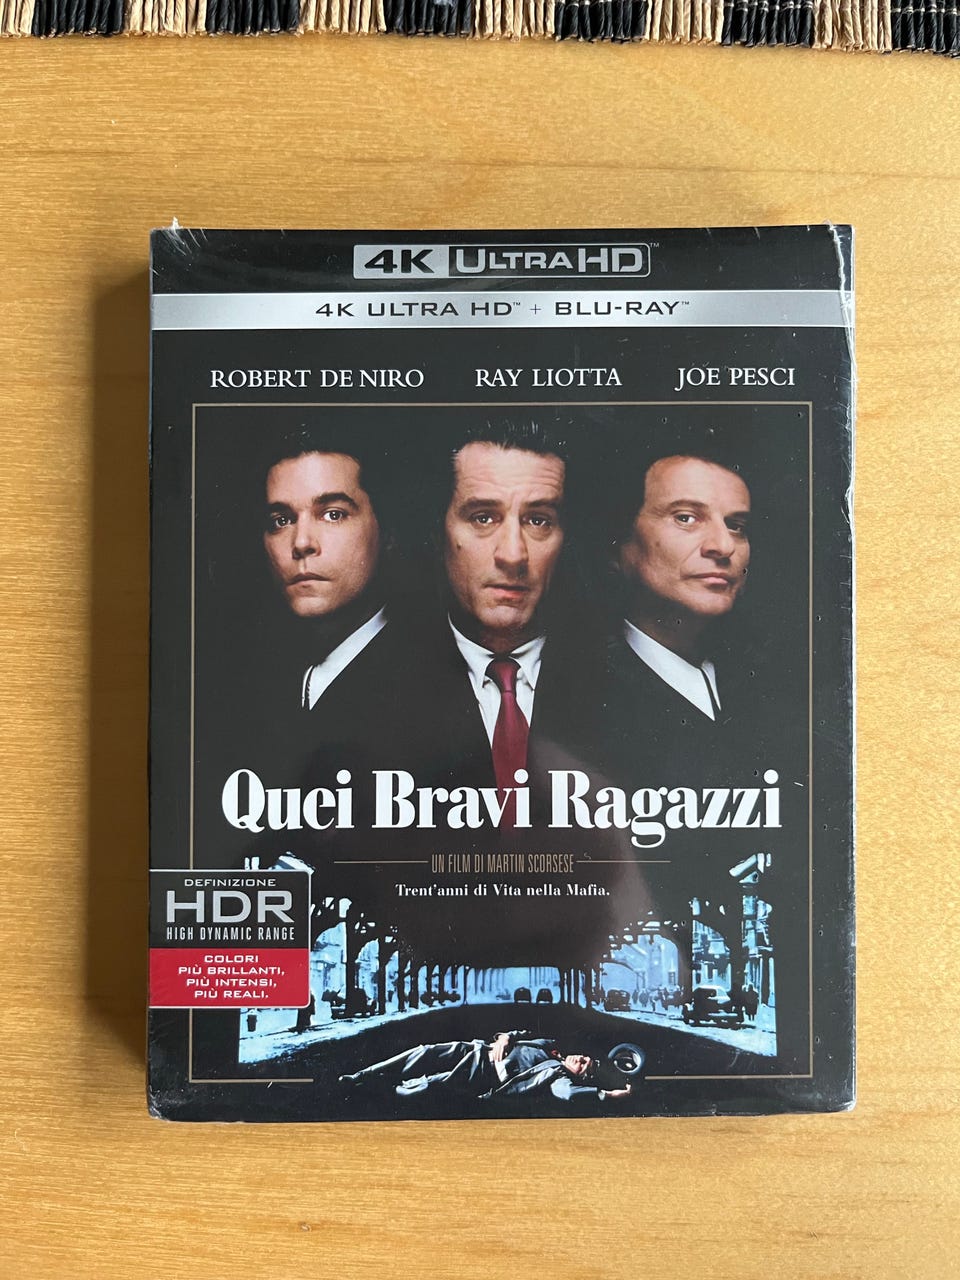 4K ULTRA HD™
4K ULTRA HD™ + BLU-RAY™
ROBERT DE NIRO RAY LIOTTA JOE PESCI
Quei Bravi Ragazzi
UN FILM DI MARTIN SCORSESE
Trent'anni di Vita nella Mafia.
DEFINIZIONE
HDR
HIGH DYNAMIC RANGE
COLORI
PIÙ BRILLANTI,
PIÙ INTENSI,
PIÙ REALI.